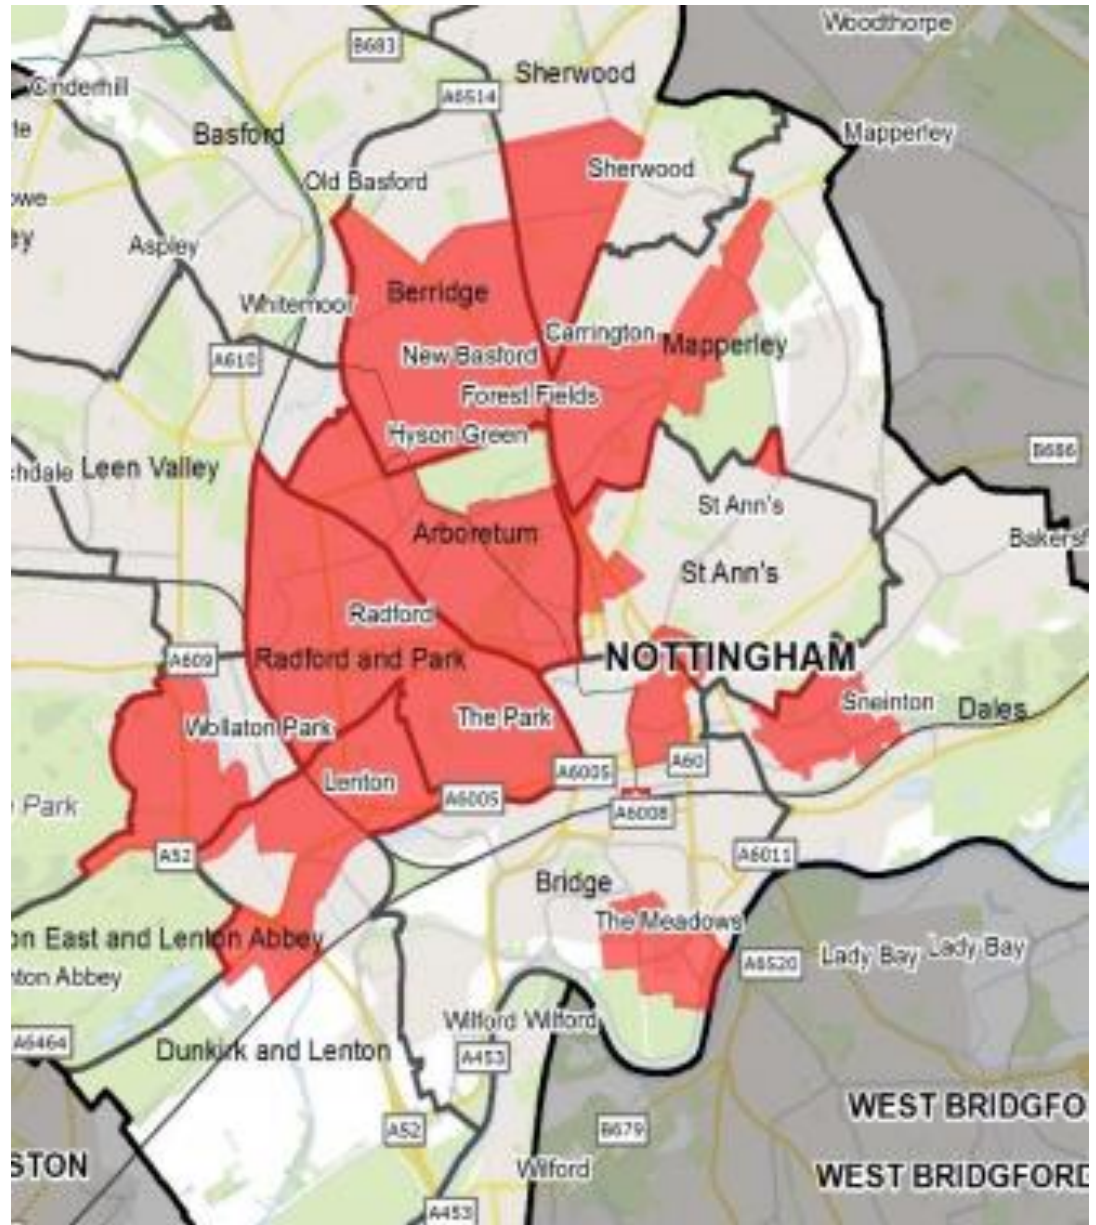 Woodthorpe
B683
Sherwood
Cinderhill
A6514
Basford
Mapperley
Sherwood
Old Basford
Aspley
Whitemoor
Berridge
Carrington
A610
New Basford
Mapperley
Forest Fields
Hyson Green
B686
Leen Valley
St Ann's
Arboretum
St Ann's
Radford
A609
Radford and Park
NOTTINGHAM
Sneinton
The Park
Dales
Wollaton Park
A60
A6005
Lenton
A6005
Park
A6008
A52
A6011
Bridge
The Meadows
on East and Lenton Abbey
Lady Bay
Lady Bay
A6520
nton Abbey
Wilford
Wilford
A6464
Dunkirk and Lenton
A453
WEST BRIDGFO
A52
B679
STON
Wilford
WEST BRIDGFORD
A453